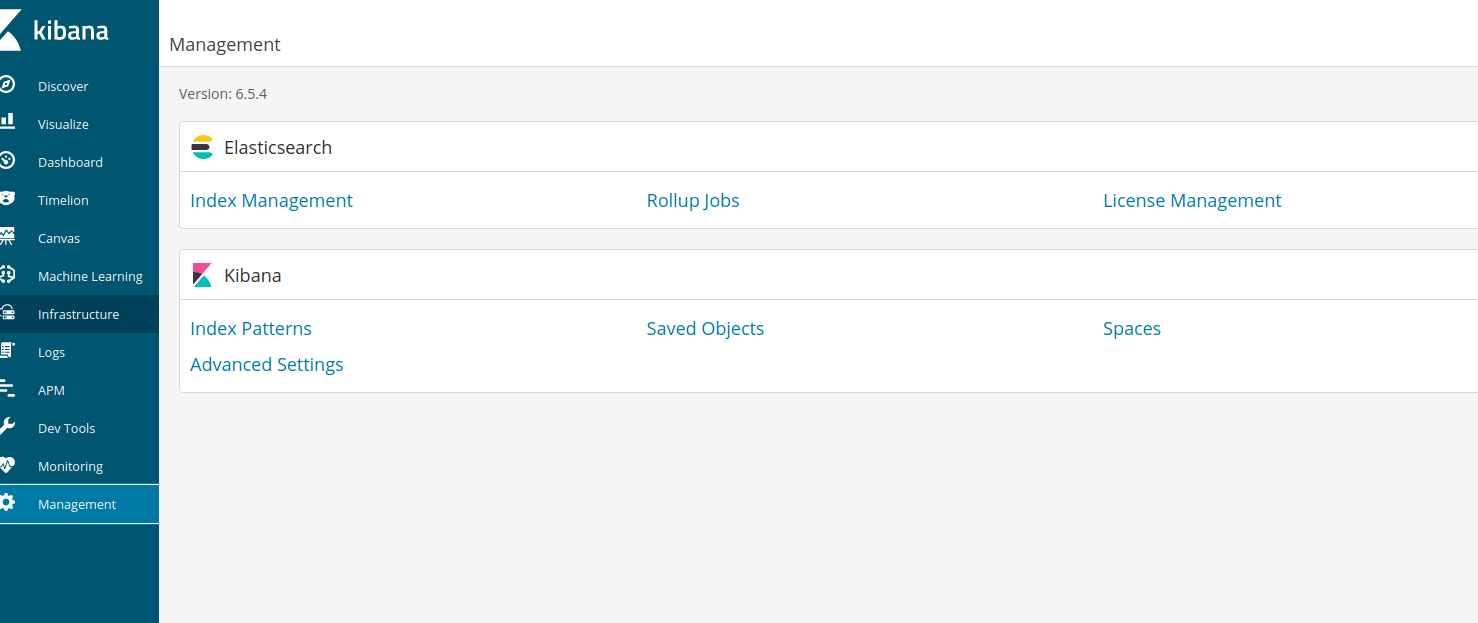 kibana
Discover
Visualize
Dashboard
Timelion
Canvas
Machine Learning
Infrastructure
Logs
APM
Dev Tools
Monitoring
Management
Management
Version: 6.5.4
Elasticsearch
Index Management Rollup Jobs License Management
Kibana
Index Patterns Saved Objects Spaces
Advanced Settings